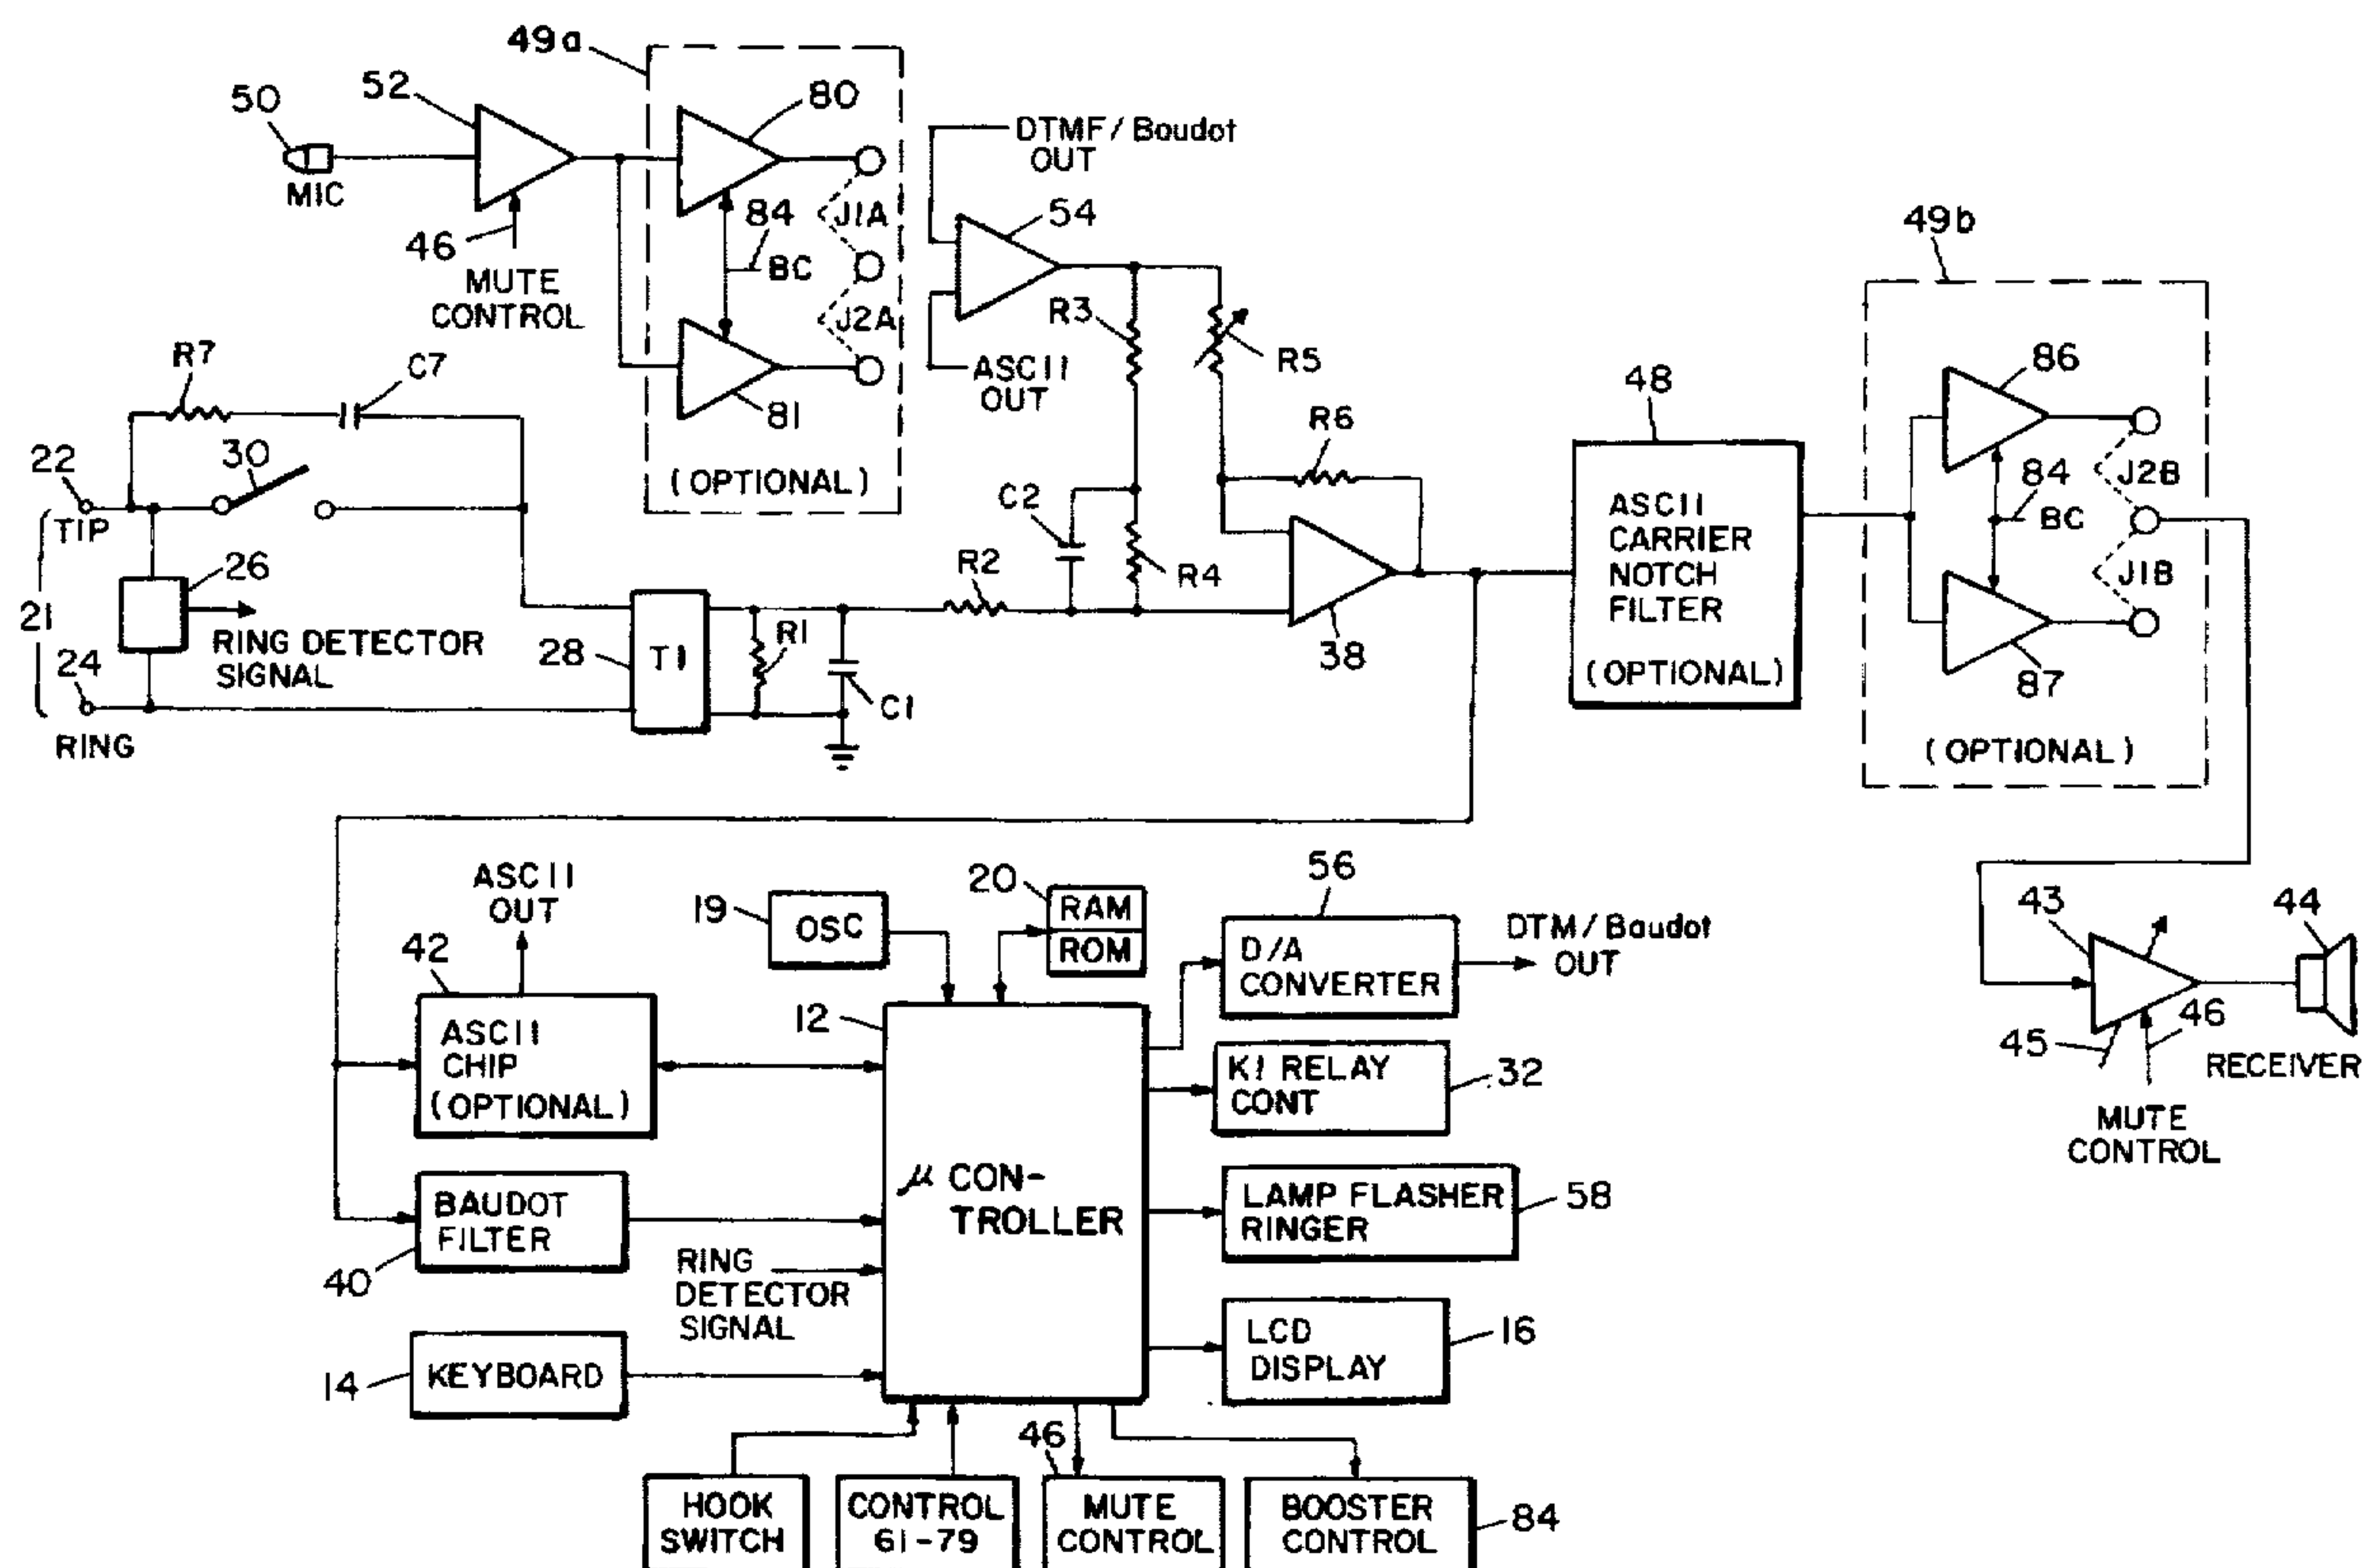 49a
52
80
50
DTMF/Baudot
OUT
MIC
84
J1A
54
49b
46
BC
MUTE
CONTROL
R3
J2A
R5
ASCII
OUT
R7
C7
81
48
86
R6
22
30
(OPTIONAL)
C2
ASCII
CARRIER
NOTCH
FILTER
(OPTIONAL)
84
J2B
BC
TIP
26
R2
R4
J1B
21
RING DETECTOR
SIGNAL
28
T1
R1
38
24
C1
87
RING
(OPTIONAL)
ASCII
OUT
19
OSC
20
RAM
ROM
56
D/A
CONVERTER
DTM/Baudot
OUT
43
44
42
12
ASCII
CHIP
(OPTIONAL)
K1 RELAY
CONT
32
45
46
RECEIVER
MUTE
CONTROL
μ CON-
TROLLER
BAUDOT
FILTER
LAMP FLASHER
RINGER
58
40
RING
DETECTOR
SIGNAL
LCD
DISPLAY
16
14
KEYBOARD
46
HOOK
SWITCH
CONTROL
61-79
MUTE
CONTROL
BOOSTER
CONTROL
84